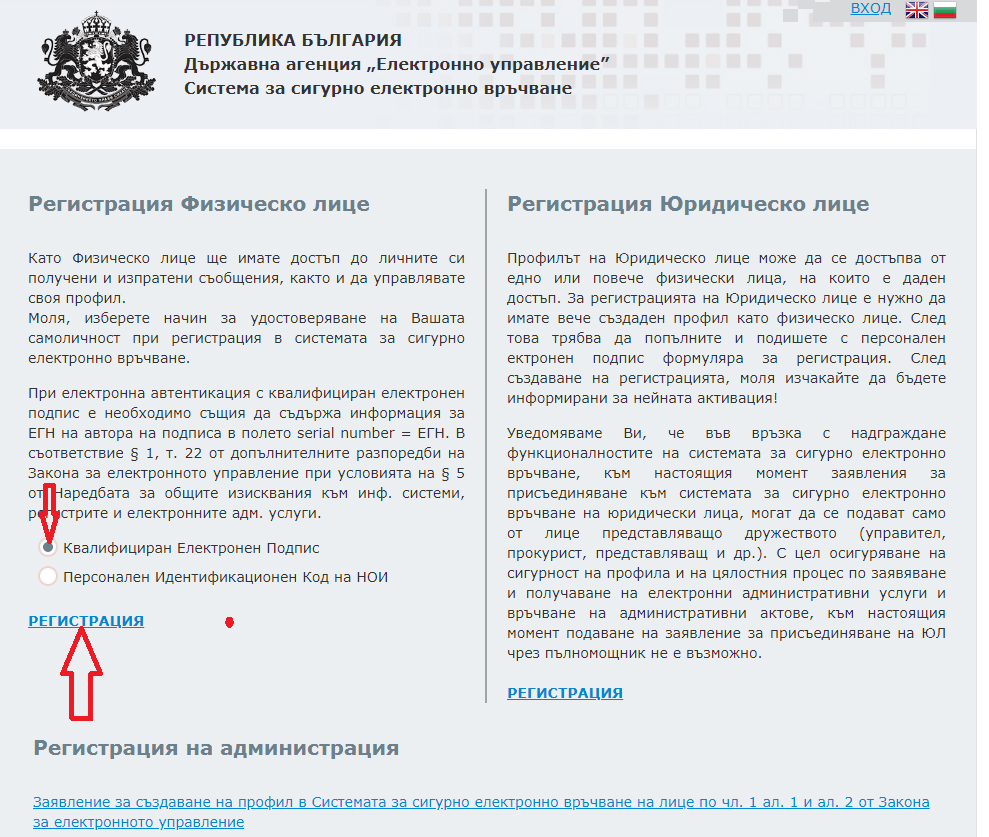 ВХОД
РЕПУБЛИКА БЪЛГАРИЯ
Държавна агенция „Електронно управление”
Система за сигурно електронно връчване
Регистрация Физическо лице
Като Физическо лице ще имате достъп до личните си
получени и изпратени съобщения, както и да управлявате
своя профил.
Моля, изберете начин за удостоверяване на Вашата
самоличност при регистрация в системата за сигурно
електронно връчване.
При електронна автентикация с квалифициран електронен
подпис е необходимо същия да съдържа информация за
ЕГН на автора на подписа в полето serial number = ЕГН. В
съответствие § 1, т. 22 от допълнителните разпоредби на
Закона за електронното управление при условията на § 5
от Наредбата за общите изисквания към инф. системи,
регистрите и електронните адм. услуги.
Квалифициран Електронен Подпис
Персонален Идентификационен Код на НОИ
РЕГИСТРАЦИЯ
Регистрация Юридическо лице
Профилът на Юридическо лице може да се достъпва от
едно или повече физически лица, на които е даден
достъп. За регистрацията на Юридическо лице е нужно да
имате вече създаден профил като физическо лице. След
това трябва да попълните и подишете с персонален
ектронен подпис формуляра за регистрация. След
създаване на регистрацията, моля изчакайте да бъдете
информирани за нейната активация!
Уведомяваме Ви, че във връзка с надграждане
функционалностите на системата за сигурно електронно
връчване, към настоящия момент заявления за
присъединяване към системата за сигурно електронно
връчване на юридически лица, могат да се подават само
от лице представляващо дружеството (управител,
прокурист, представляващ и др.). С цел осигуряване на
сигурност на профила и на цялостния процес по заявяване
и получаване на електронни административни услуги и
връчване на административни актове, към настоящия
момент подаване на заявление за присъединяване на ЮЛ
чрез пълномощник не е възможно.
РЕГИСТРАЦИЯ
Регистрация на администрация
Заявление за създаване на профил в Системата за сигурно електронно връчване на лице по чл. 1 ал. 1 и ал. 2 от Закона
за електронното управление